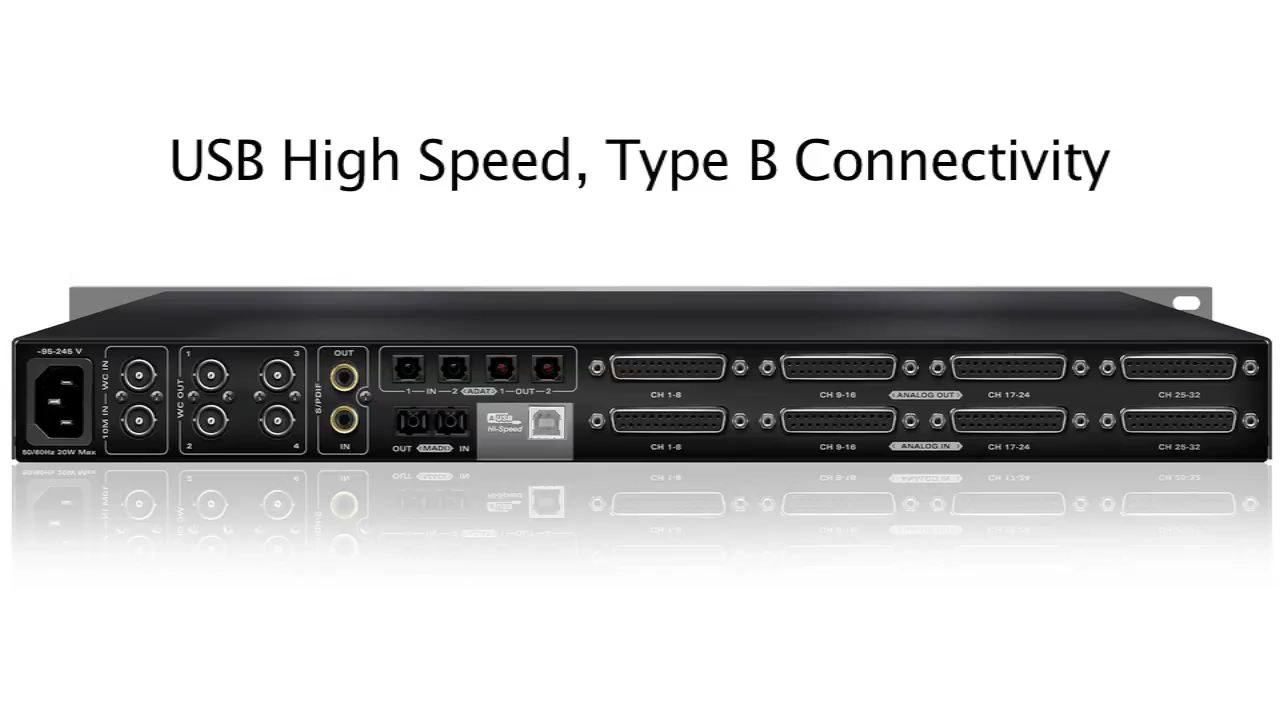 USB High Speed, Type B Connectivity
~95-245 V
50/60Hz 20W Max
10M IN WC IN
WC OUT
1
3
2
4
OUT
S/PDIF
IN
1 IN 2 ADAT 1 OUT 2
OUT MADI IN
USB
Hi-Speed
CH 1-8
CH 9-16
ANALOG OUT
CH 17-24
CH 25-32
CH 1-8
CH 9-16
ANALOG IN
CH 17-24
CH 25-32